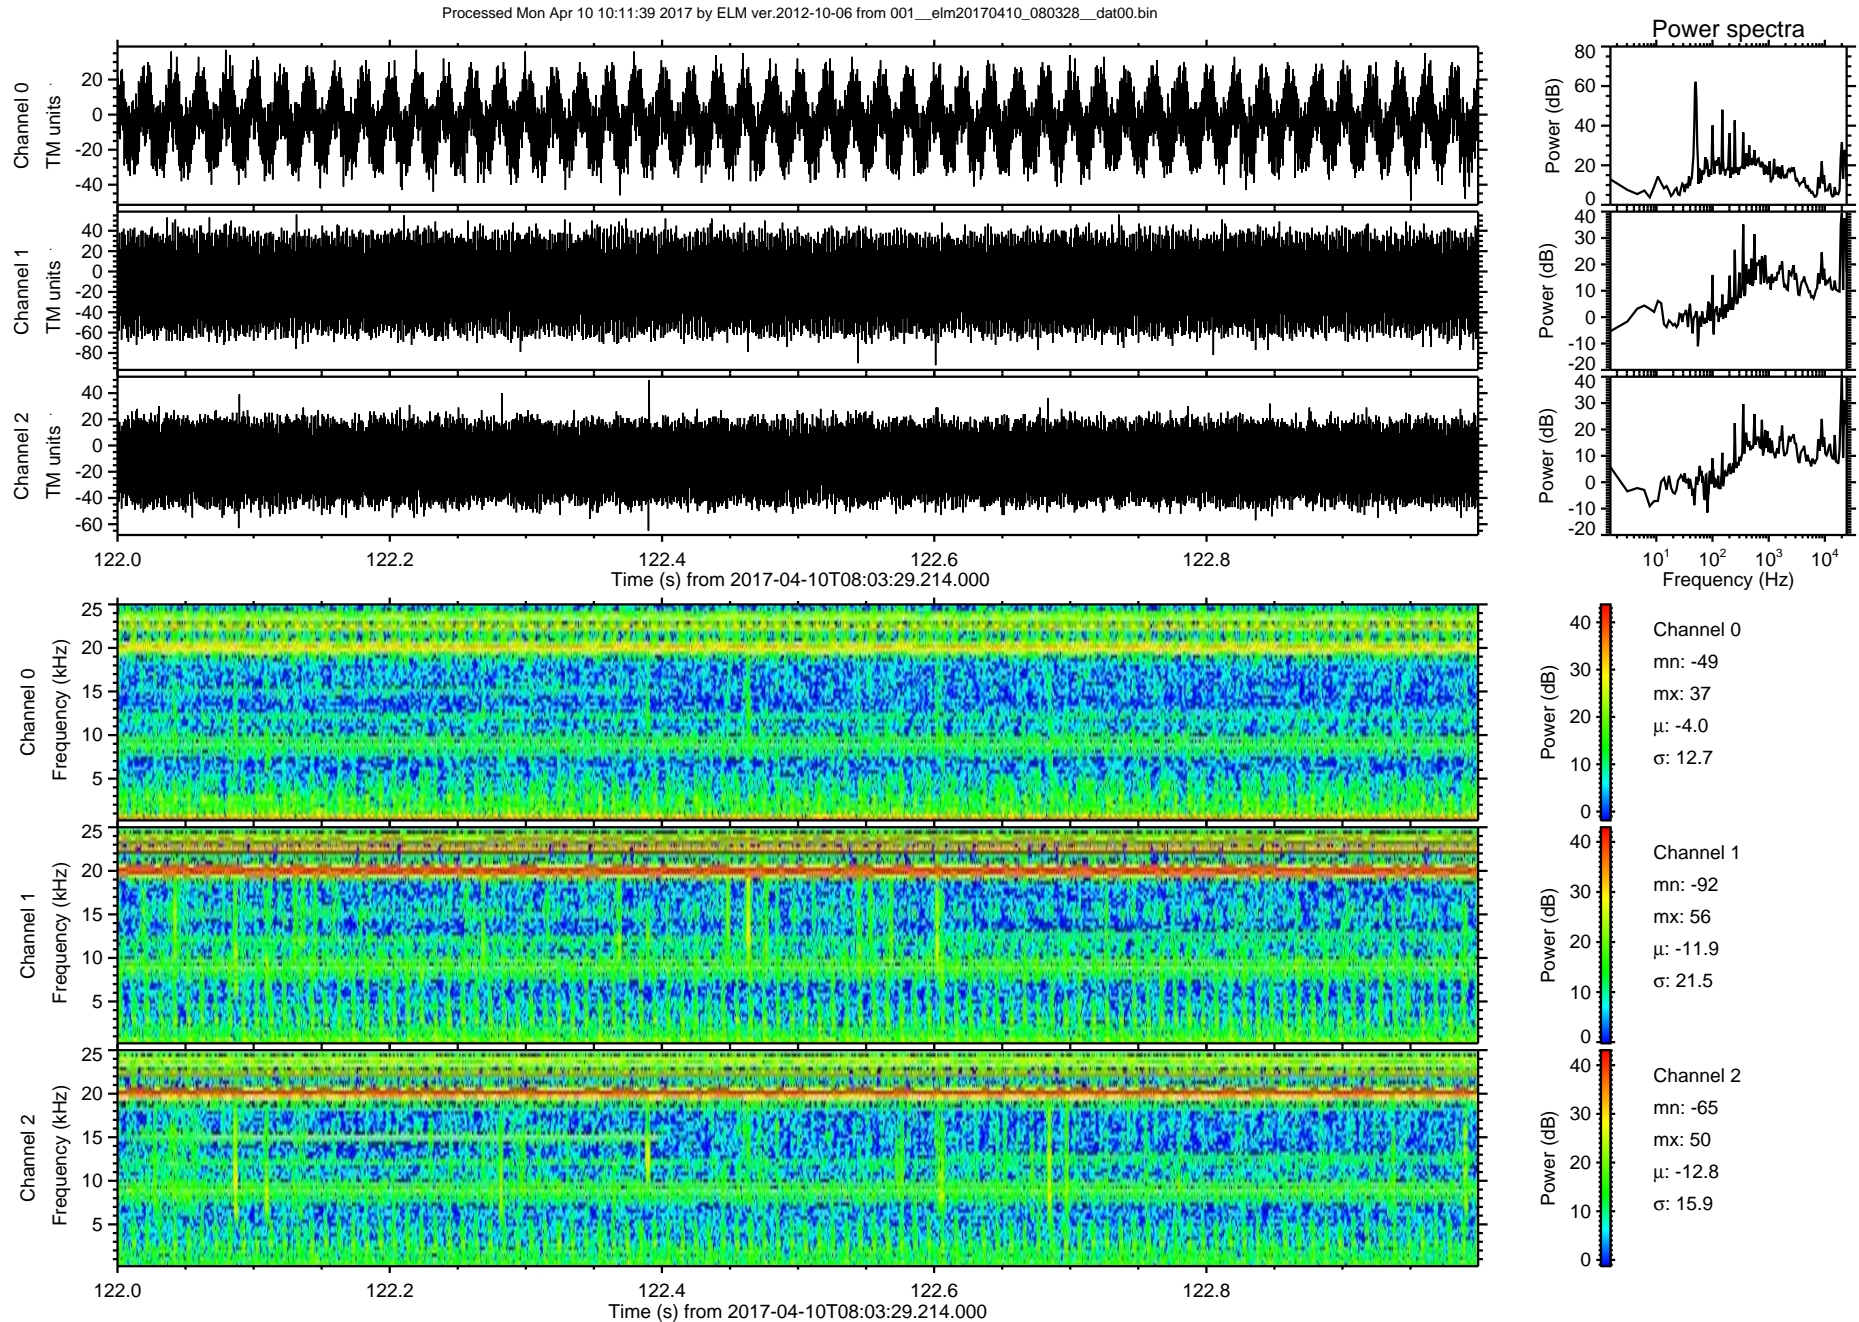 Processed Mon Apr 10 10:11:39 2017 by ELM ver.2012-10-06 from 001__elm20170410_080328__dat00.bin
Power spectra
Channel 0
TM units
20
0
-20
-40
Power (dB)
80
60
40
20
0
Channel 1
TM units
40
20
0
-20
-40
-60
-80
Power (dB)
40
30
20
10
0
-10
-20
Channel 2
TM units
40
20
0
-20
-40
-60
Power (dB)
40
30
20
10
0
-10
-20
122.0 122.2 122.4 122.6 122.8
Time (s) from 2017-04-10T08:03:29.214.000
10¹ 10² 10³ 10⁴
Frequency (Hz)
Channel 0
Frequency (kHz)
25
20
15
10
5
Power (dB)
40
30
20
10
0
Channel 0
mn: -49
mx: 37
µ: -4.0
σ: 12.7
Channel 1
Frequency (kHz)
25
20
15
10
5
Power (dB)
40
30
20
10
0
Channel 1
mn: -92
mx: 56
µ: -11.9
σ: 21.5
Channel 2
Frequency (kHz)
25
20
15
10
5
Power (dB)
40
30
20
10
0
Channel 2
mn: -65
mx: 50
µ: -12.8
σ: 15.9
122.0 122.2 122.4 122.6 122.8
Time (s) from 2017-04-10T08:03:29.214.000